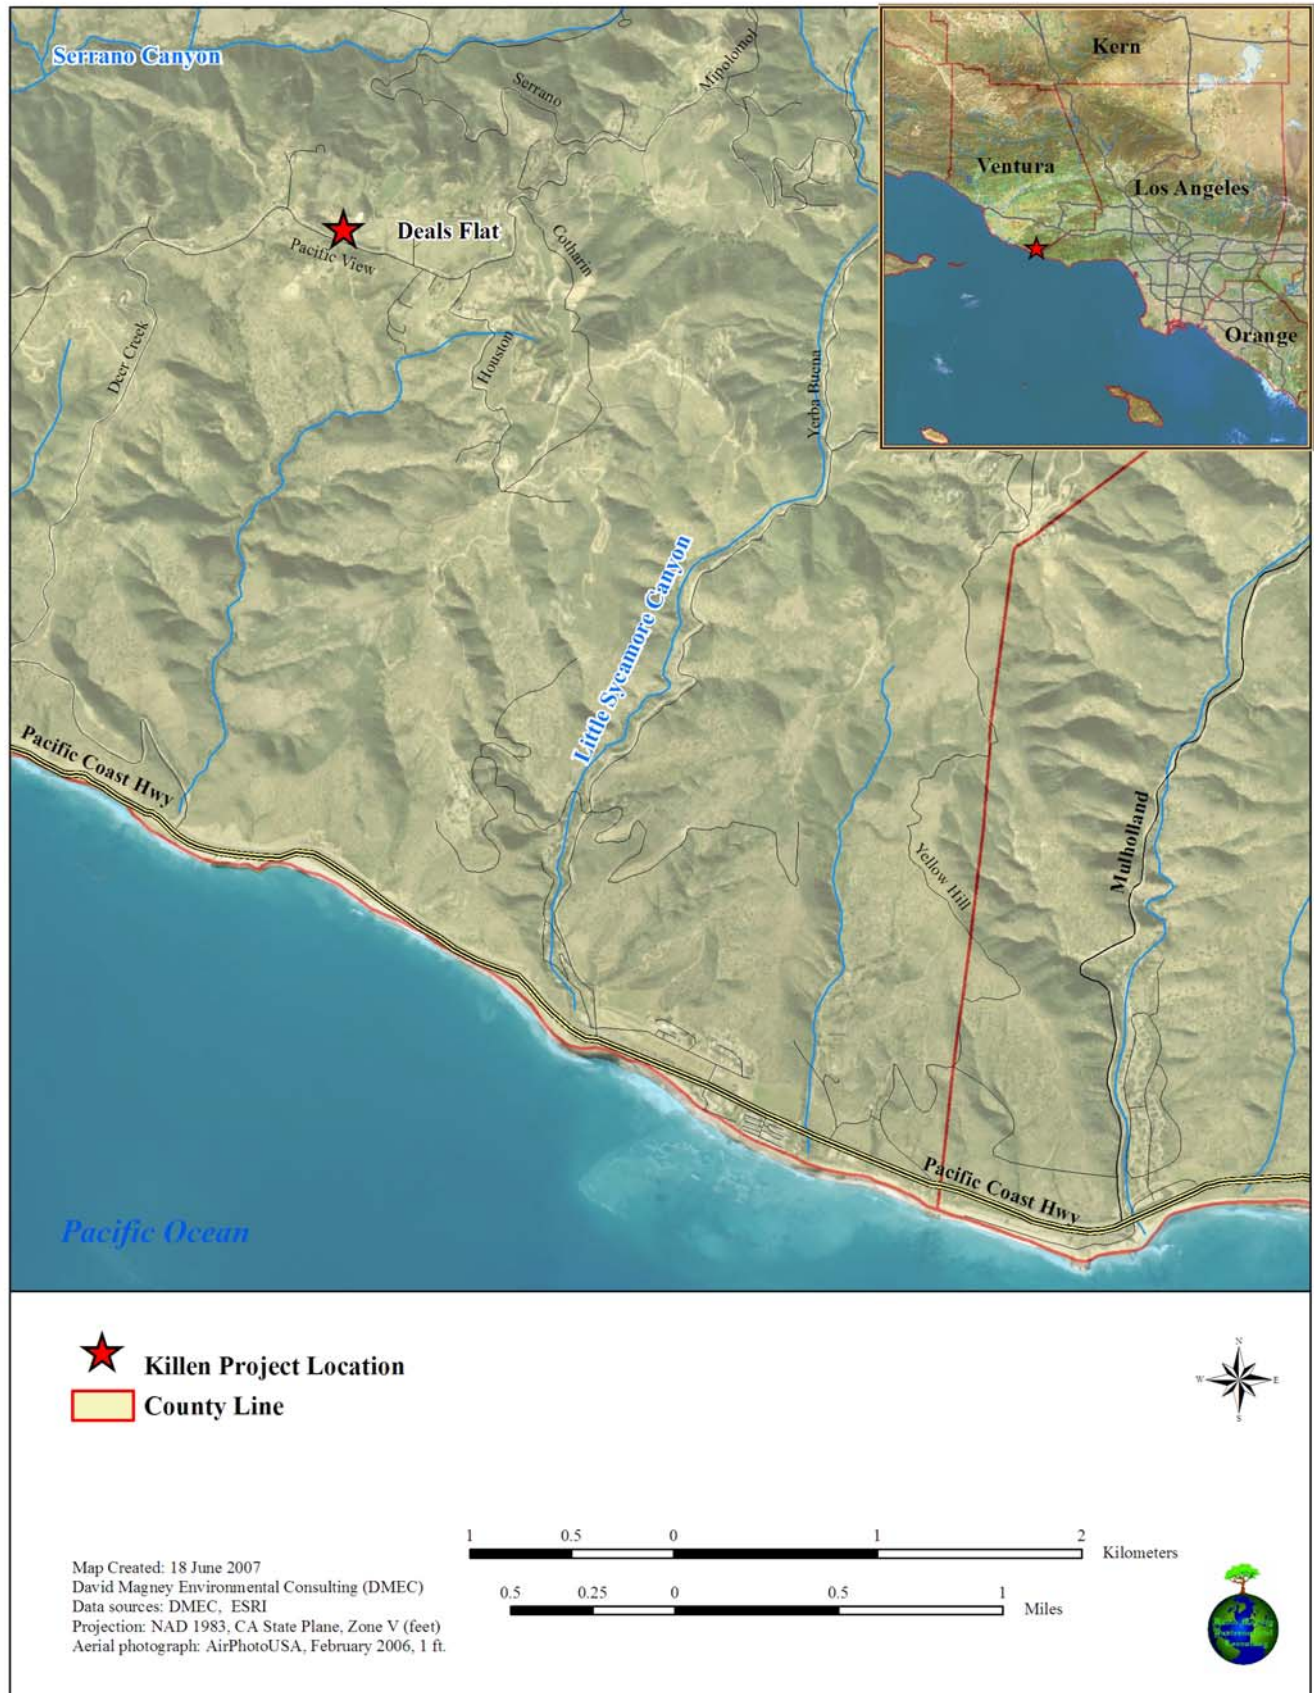 Serrano Canyon
Serrano
Mipolomol
Kern
Ventura
Los Angeles
Orange
Deals Flat
Pacific View
Cotharin
Deer Creek
Houston
Yerba Buena
Little Sycamore Canyon
Pacific Coast Hwy
Yellow Hill
Mulholland
Pacific Coast Hwy
Pacific Ocean
Killen Project Location
County Line
N
W E
S
1 0.5 0 1 2
Kilometers
0.5 0.25 0 0.5 1
Miles
Map Created: 18 June 2007
David Magney Environmental Consulting (DMEC)
Data sources: DMEC, ESRI
Projection: NAD 1983, CA State Plane, Zone V (feet)
Aerial photograph: AirPhotoUSA, February 2006, 1 ft.